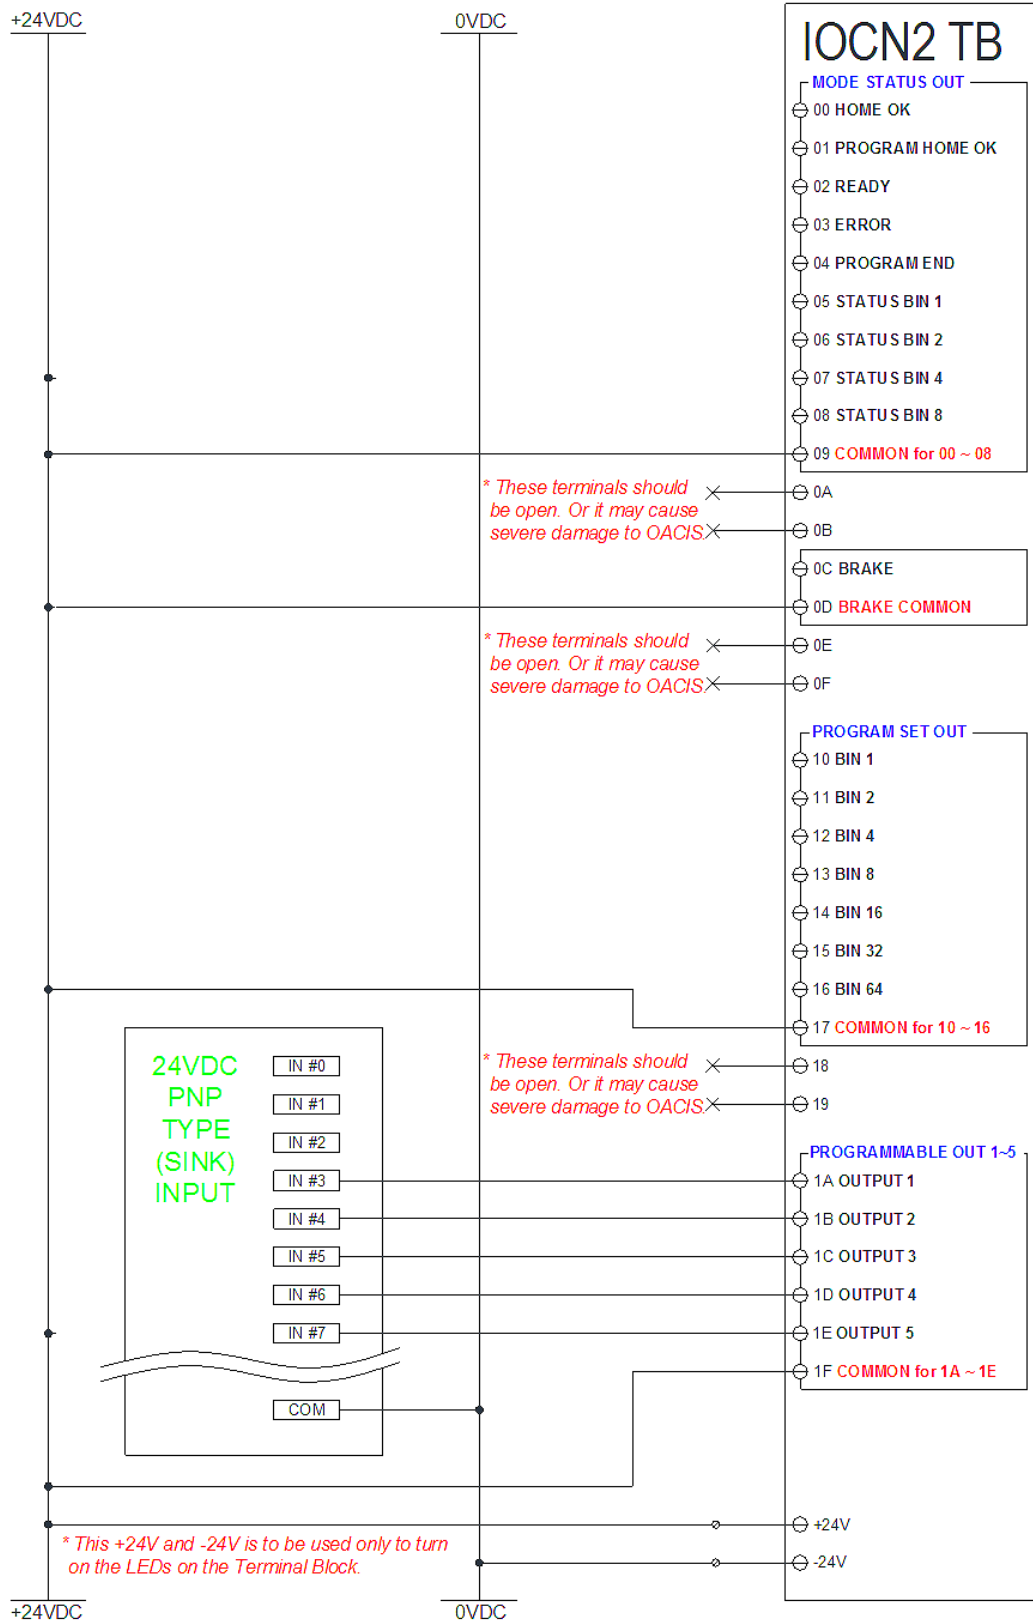 +24VDC
0VDC
IOCN2 TB
MODE STATUS OUT
00 HOME OK
01 PROGRAM HOME OK
02 READY
03 ERROR
04 PROGRAM END
05 STATUS BIN 1
06 STATUS BIN 2
07 STATUS BIN 4
08 STATUS BIN 8
09 COMMON for 00 ~ 08
* These terminals should
be open. Or it may cause
severe damage to OACIS.
0A
0B
0C BRAKE
0D BRAKE COMMON
* These terminals should
be open. Or it may cause
severe damage to OACIS.
0E
0F
PROGRAM SET OUT
10 BIN 1
11 BIN 2
12 BIN 4
13 BIN 8
14 BIN 16
15 BIN 32
16 BIN 64
17 COMMON for 10 ~ 16
24VDC
PNP
TYPE
(SINK)
INPUT
IN #0
IN #1
IN #2
IN #3
IN #4
IN #5
IN #6
IN #7
COM
* These terminals should
be open. Or it may cause
severe damage to OACIS.
18
19
PROGRAMMABLE OUT 1~5
1A OUTPUT 1
1B OUTPUT 2
1C OUTPUT 3
1D OUTPUT 4
1E OUTPUT 5
1F COMMON for 1A ~ 1E
+24V
-24V
* This +24V and -24V is to be used only to turn
on the LEDs on the Terminal Block.
+24VDC
0VDC